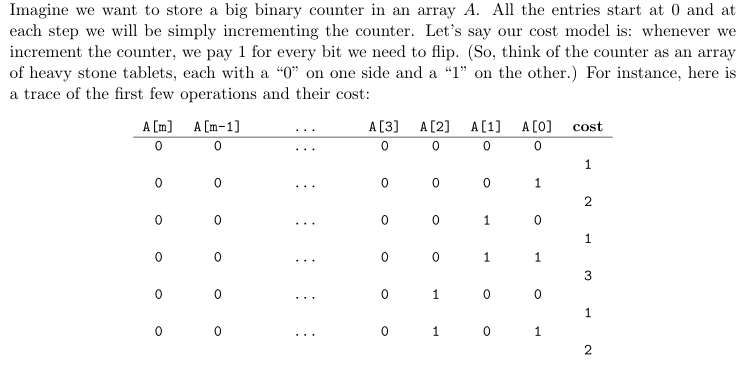 Imagine we want to store a big binary counter in an array A. All the entries start at 0 and at
each step we will be simply incrementing the counter. Let's say our cost model is: whenever we
increment the counter, we pay 1 for every bit we need to flip. (So, think of the counter as an array
of heavy stone tablets, each with a “0” on one side and a “1” on the other.) For instance, here is
a trace of the first few operations and their cost:
A[m] A[m-1] ... A[3] A[2] A[1] A[0] cost
0 0 ... 0 0 0 0
1
0 0 ... 0 0 0 1
2
0 0 ... 0 0 1 0
1
0 0 ... 0 0 1 1
3
0 0 ... 0 1 0 0
1
0 0 ... 0 1 0 1
2